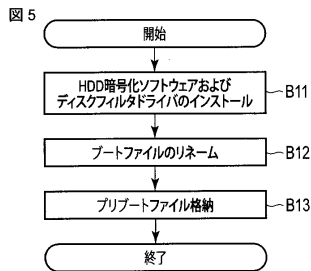 図5
開始
HDD暗号化ソフトウェアおよび
ディスクフィルタドライバのインストール
B11
ブートファイルのリネーム
B12
プリブートファイル格納
B13
終了